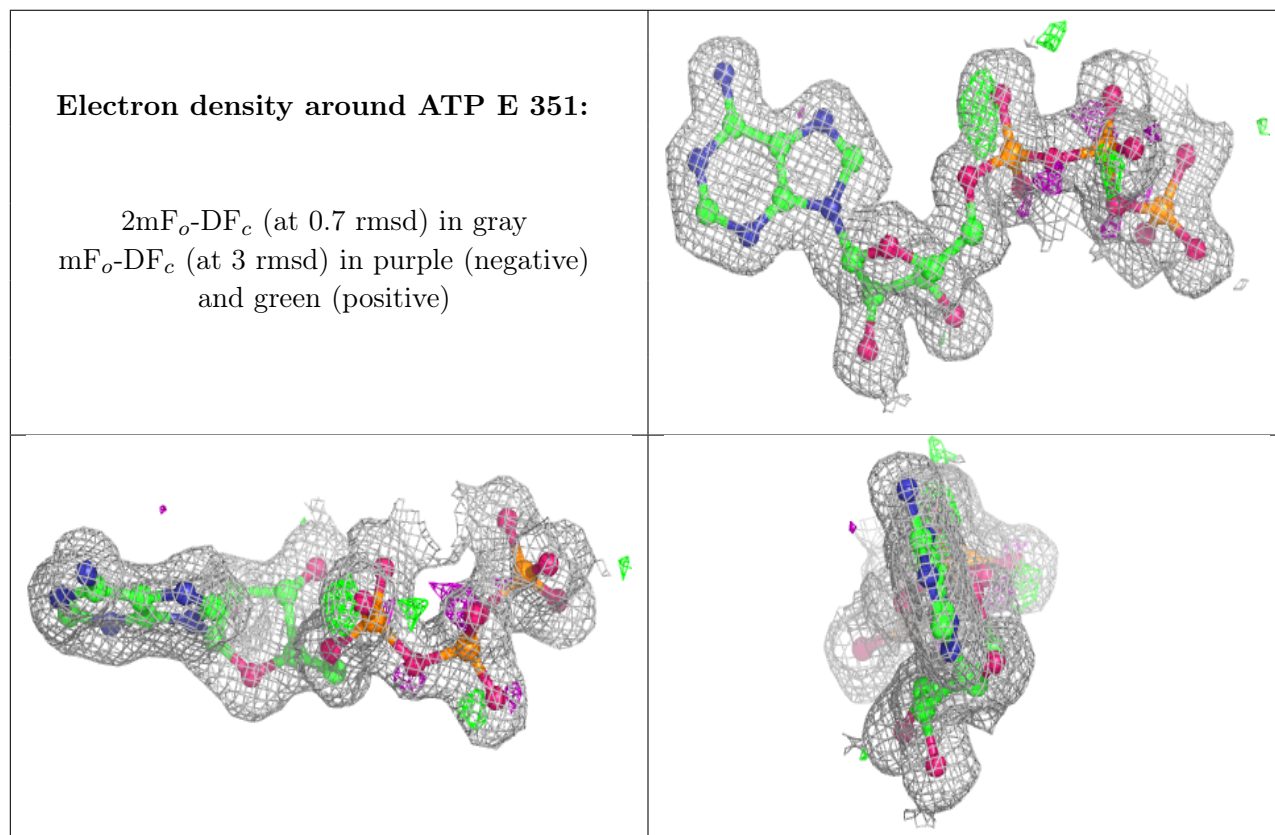 Electron density around ATP E 351:
2mFₒ-DF𝒸 (at 0.7 rmsd) in gray
mFₒ-DF𝒸 (at 3 rmsd) in purple (negative)
and green (positive)